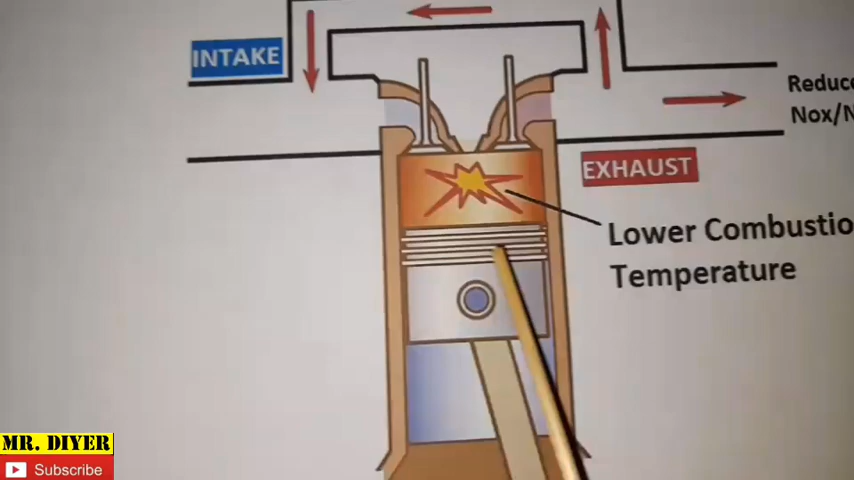 INTAKE
Reduce
Nox/N
EXHAUST
Lower Combustio
Temperature
MR. DIYER
Subscribe